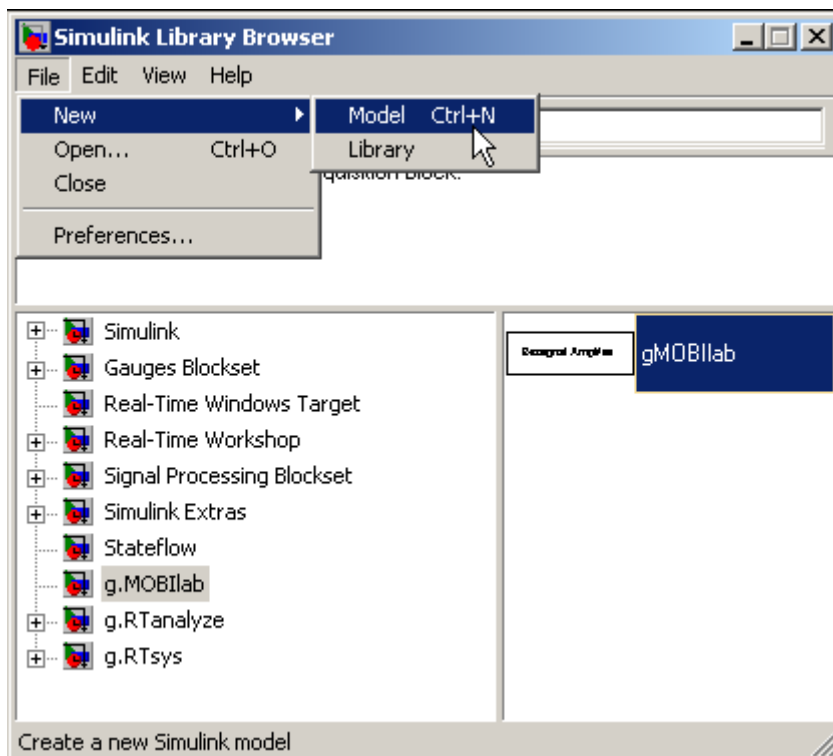 Simulink Library Browser
File Edit View Help
New
Model Ctrl+N
Open... Ctrl+O
Library
Close
Block.
Preferences...
Simulink
Gauges Blockset
Real-Time Windows Target
Real-Time Workshop
Signal Processing Blockset
Simulink Extras
Stateflow
g.MOBIlab
g.RTanalyze
g.RTsys
gMOBIlab
Create a new Simulink model